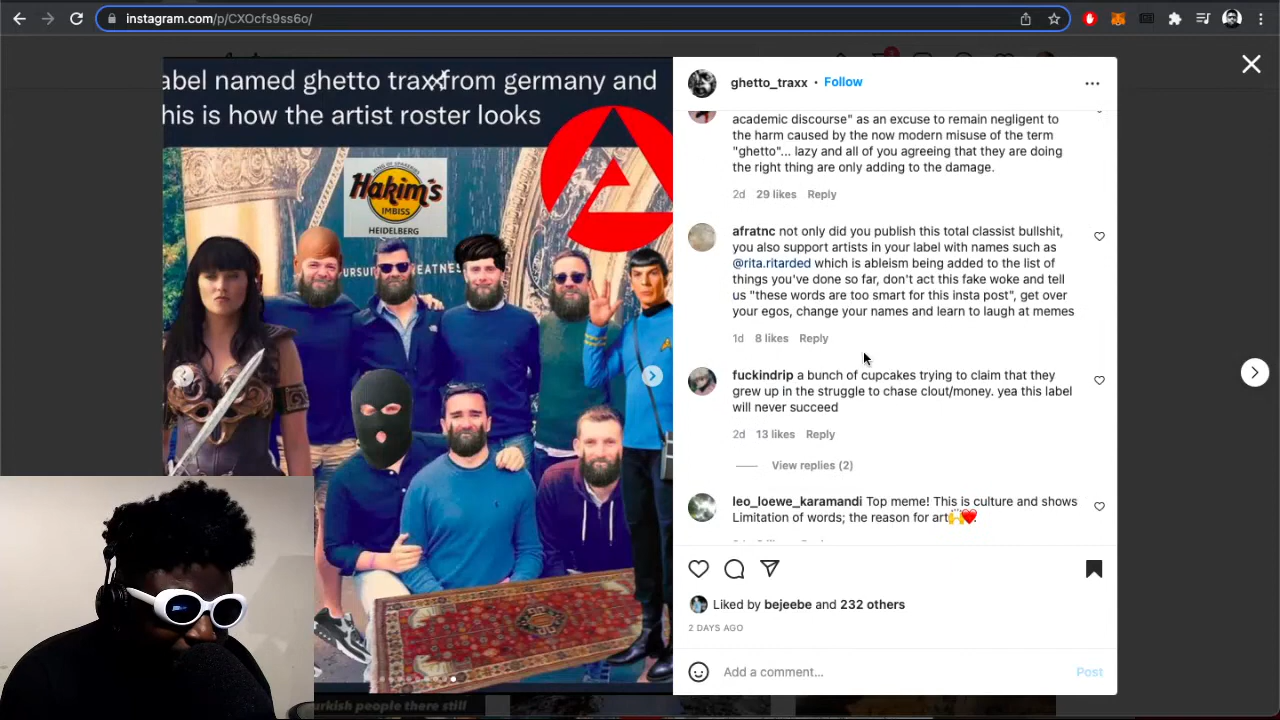 instagram.com/p/CXOcfs9ss6o/
abel named ghetto traxx from germany and
his is how the artist roster looks
Hakim's
IMBISS
HEIDELBERG
ghetto_traxx • Follow
academic discourse" as an excuse to remain negligent to
the harm caused by the now modern misuse of the term
"ghetto"... lazy and all of you agreeing that they are doing
the right thing are only adding to the damage.
2d 29 likes Reply
afratnc not only did you publish this total classist bullshit,
you also support artists in your label with names such as
@rita.ritarded which is ableism being added to the list of
things you've done so far, don't act this fake woke and tell
us "these words are too smart for this insta post", get over
your egos, change your names and learn to laugh at memes
1d 8 likes Reply
fuckindrip a bunch of cupcakes trying to claim that they
grew up in the struggle to chase clout/money. yea this label
will never succeed
2d 13 likes Reply
View replies (2)
leo_loewe_karamandi Top meme! This is culture and shows
Limitation of words; the reason for art🙌❤️
Liked by bejeebe and 232 others
2 DAYS AGO
Add a comment...
Post
urkish people there still